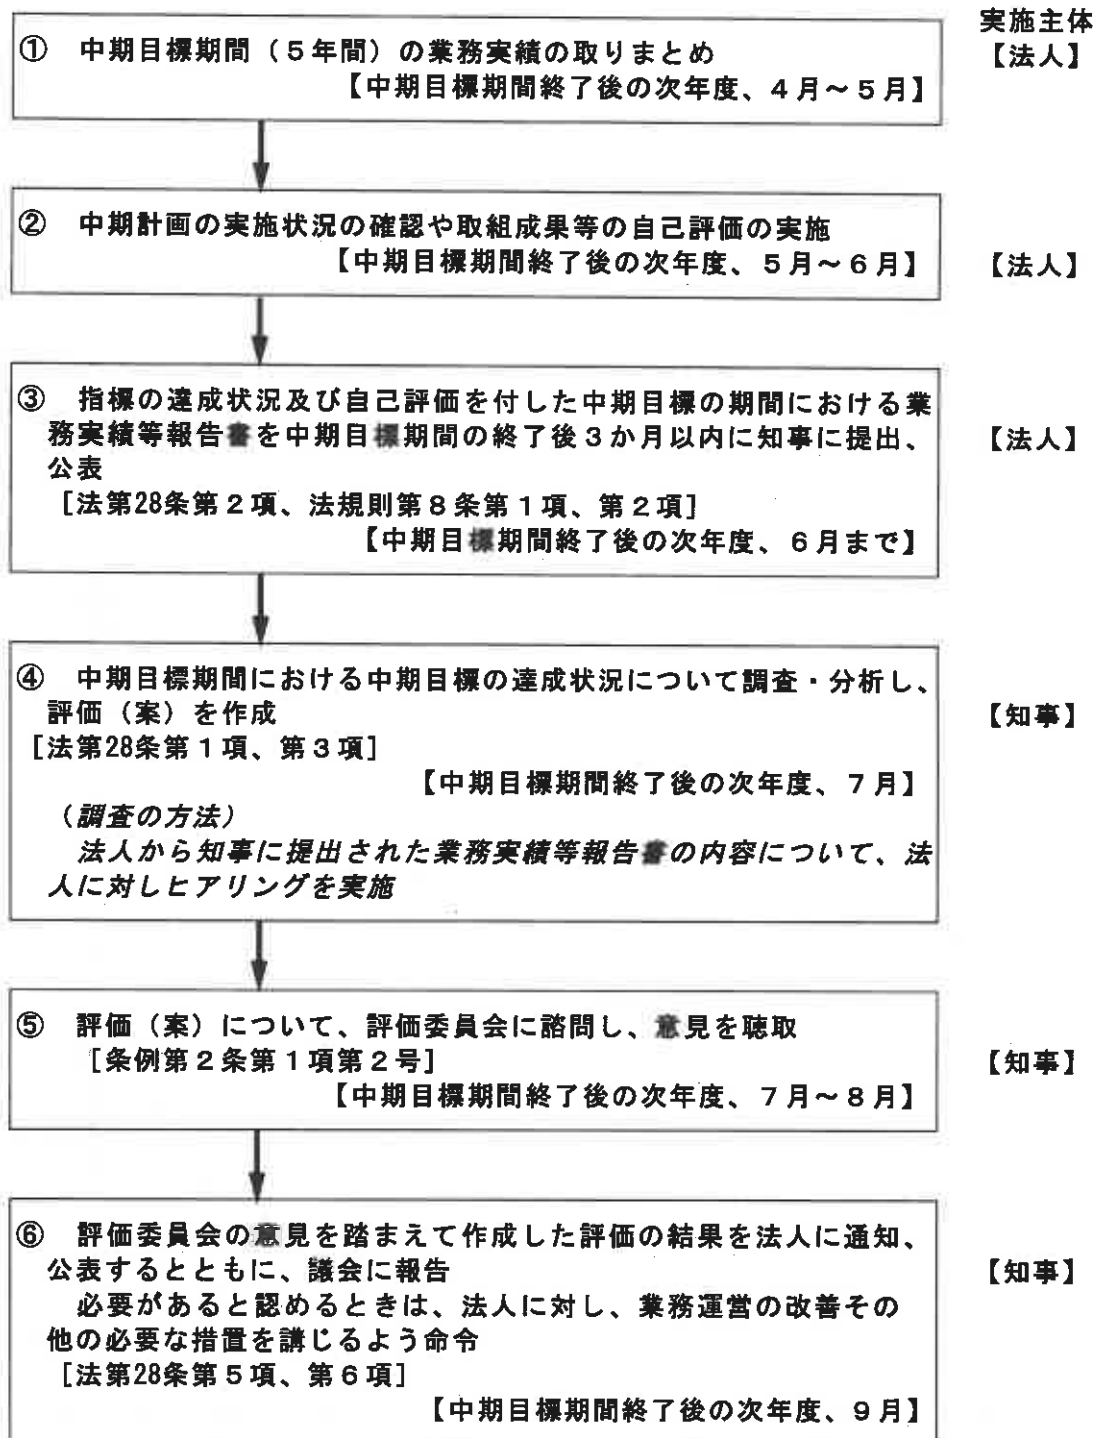 実施主体
① 中期目標期間（５年間）の業務実績の取りまとめ
【法人】
【中期目標期間終了後の次年度、４月～５月】
② 中期計画の実施状況の確認や取組成果等の自己評価の実施
【中期目標期間終了後の次年度、５月～６月】
【法人】
③ 指標の達成状況及び自己評価を付した中期目標の期間における業
務実績等報告書を中期目標期間の終了後３か月以内に知事に提出、
【法人】
公表
［法第28条第２項、法規則第８条第１項、第２項］
【中期目標期間終了後の次年度、６月まで】
④ 中期目標期間における中期目標の達成状況について調査・分析し、
評価（案）を作成
【知事】
［法第28条第１項、第３項］
【中期目標期間終了後の次年度、７月】
（調査の方法）
法人から知事に提出された業務実績等報告書の内容について、法
人に対しヒアリングを実施
⑤ 評価（案）について、評価委員会に諮問し、意見を聴取
［条例第２条第１項第２号］
【知事】
【中期目標期間終了後の次年度、７月～８月】
⑥ 評価委員会の意見を踏まえて作成した評価の結果を法人に通知、
公表するとともに、議会に報告
【知事】
必要があると認めるときは、法人に対し、業務運営の改善その
他の必要な措置を講じるよう命令
［法第28条第５項、第６項］
【中期目標期間終了後の次年度、９月】